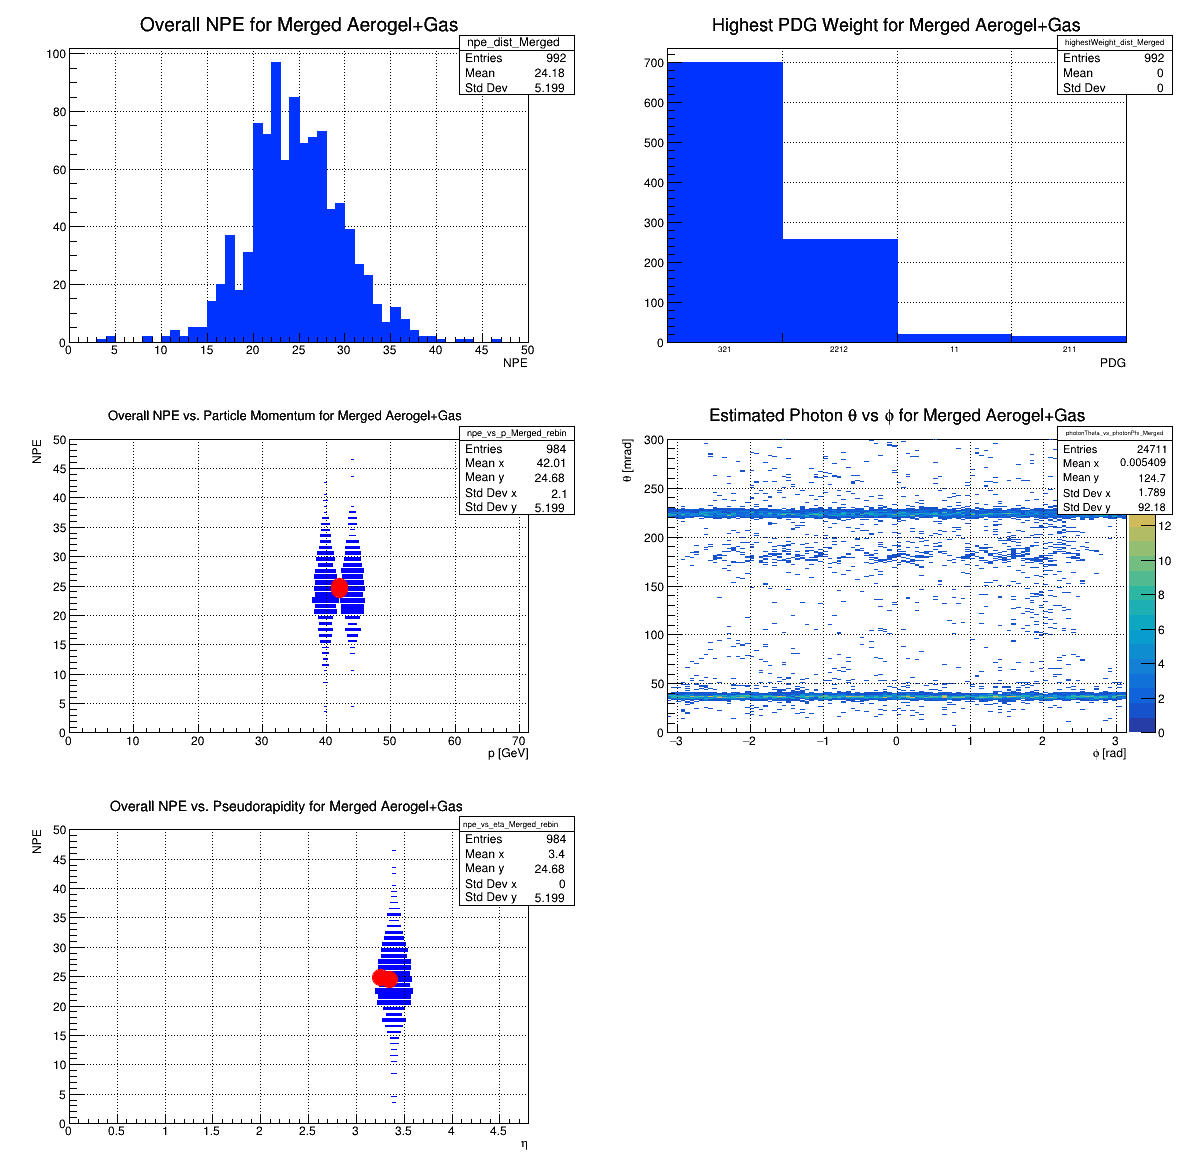 Overall NPE for Merged Aerogel+Gas
npe_dist_Merged
Entries 992
Mean 24.18
Std Dev 5.199
100
80
60
40
20
0
0 5 10 15 20 25 30 35 40 45 50
NPE
Highest PDG Weight for Merged Aerogel+Gas
highestWeight_dist_Merged
Entries 992
Mean 0
Std Dev 0
700
600
500
400
300
200
100
0
321 2212 11 211
PDG
Overall NPE vs. Particle Momentum for Merged Aerogel+Gas
npe_vs_p_Merged_rebin
Entries 984
Mean x 42.01
Mean y 24.68
Std Dev x 2.1
Std Dev y 5.199
NPE
50
45
40
35
30
25
20
15
10
5
0
0 10 20 30 40 50 60 70
p [GeV]
Estimated Photon θ vs ϕ for Merged Aerogel+Gas
photonTheta_vs_photonPhi_Merged
Entries 24711
Mean x 0.005409
Mean y 124.7
Std Dev x 1.789
Std Dev y 92.18
θ [mrad]
300
250
200
150
100
50
0
−3 −2 −1 0 1 2 3
ϕ [rad]
12
10
8
6
4
2
0
Overall NPE vs. Pseudorapidity for Merged Aerogel+Gas
npe_vs_eta_Merged_rebin
Entries 984
Mean x 3.4
Mean y 24.68
Std Dev x 0
Std Dev y 5.199
NPE
50
45
40
35
30
25
20
15
10
5
0
0 0.5 1 1.5 2 2.5 3 3.5 4 4.5
η